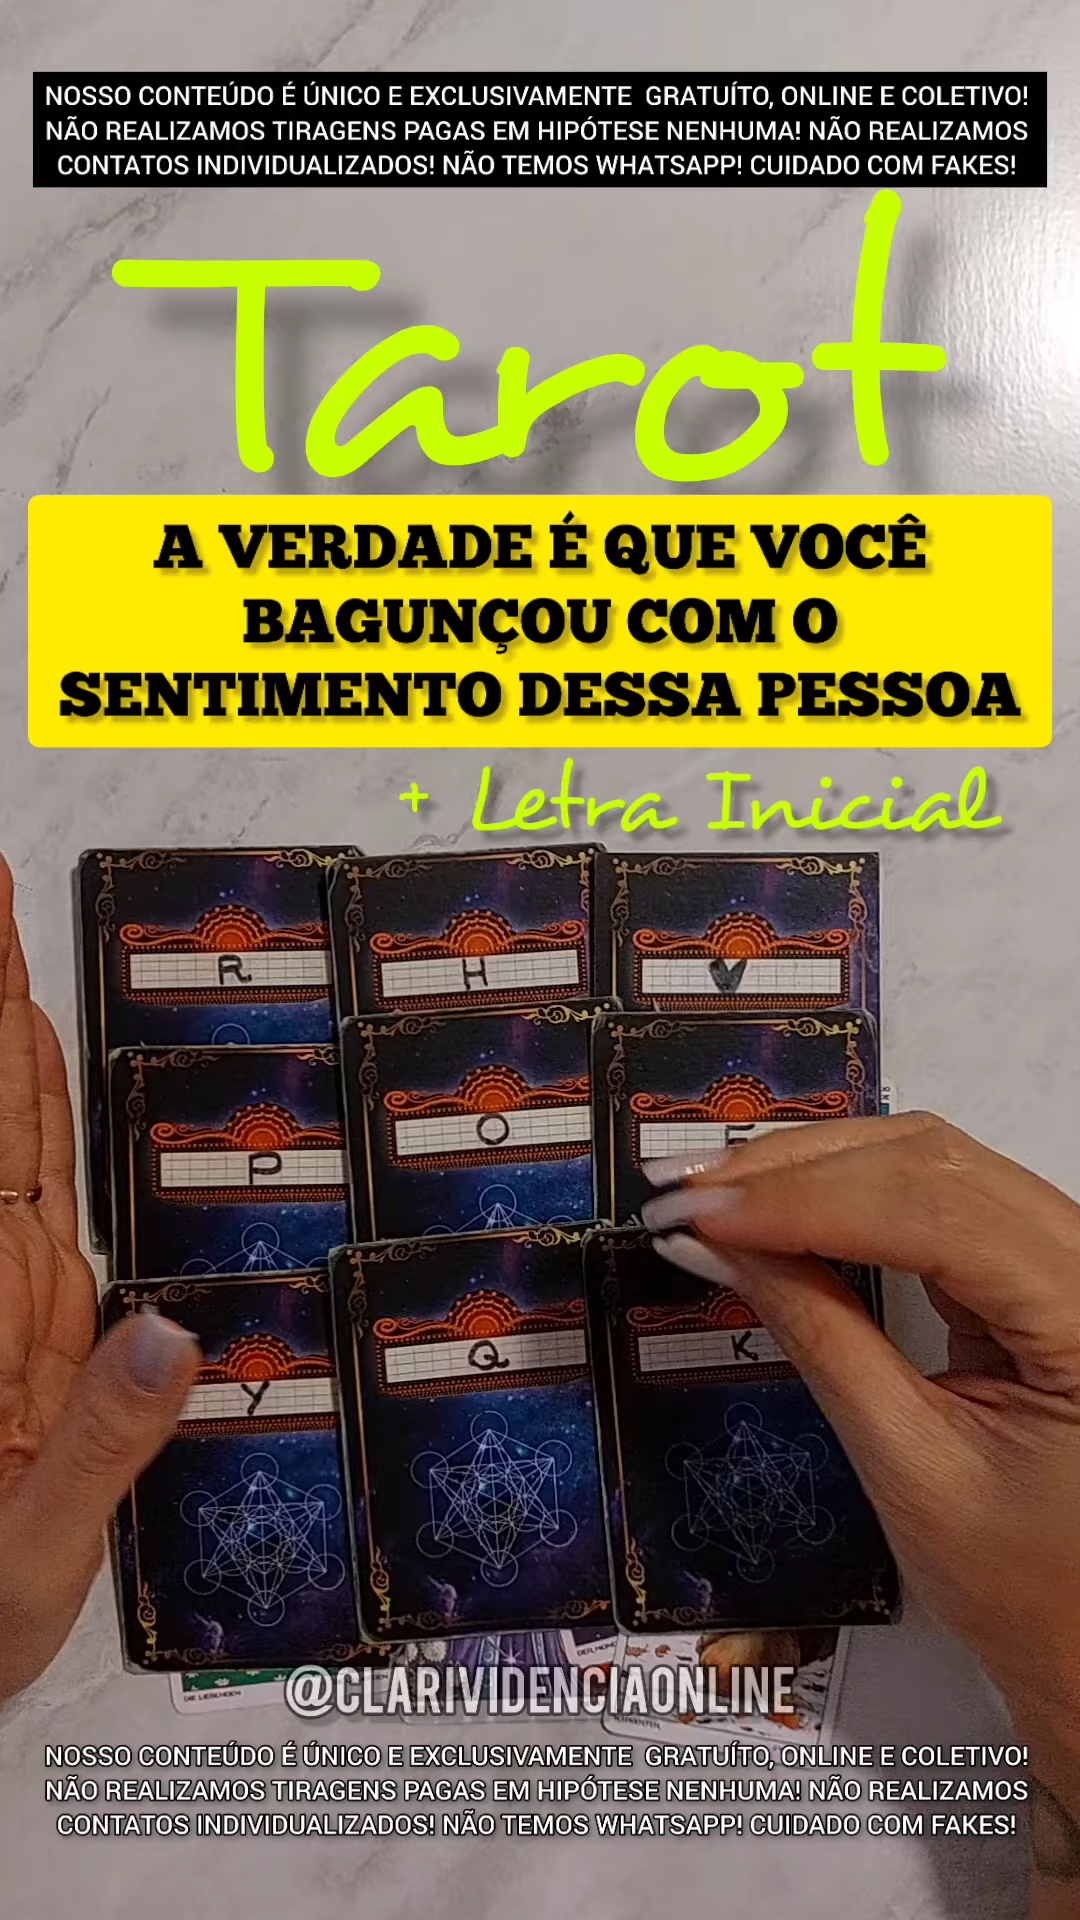 NOSSO CONTEÚDO É ÚNICO E EXCLUSIVAMENTE GRATUÍTO, ONLINE E COLETIVO!
NÃO REALIZAMOS TIRAGENS PAGAS EM HIPÓTESE NENHUMA! NÃO REALIZAMOS
CONTATOS INDIVIDUALIZADOS! NÃO TEMOS WHATSAPP! CUIDADO COM FAKES!
Tarot
A VERDADE É QUE VOCÊ
BAGUNÇOU COM O
SENTIMENTO DESSA PESSOA
+ Letra Inicial
R H V
P O F
Y Q K
DIE LIEBENDEN
@CLARIVIDENCIAONLINE
NOSSO CONTEÚDO É ÚNICO E EXCLUSIVAMENTE GRATUÍTO, ONLINE E COLETIVO!
NÃO REALIZAMOS TIRAGENS PAGAS EM HIPÓTESE NENHUMA! NÃO REALIZAMOS
CONTATOS INDIVIDUALIZADOS! NÃO TEMOS WHATSAPP! CUIDADO COM FAKES!